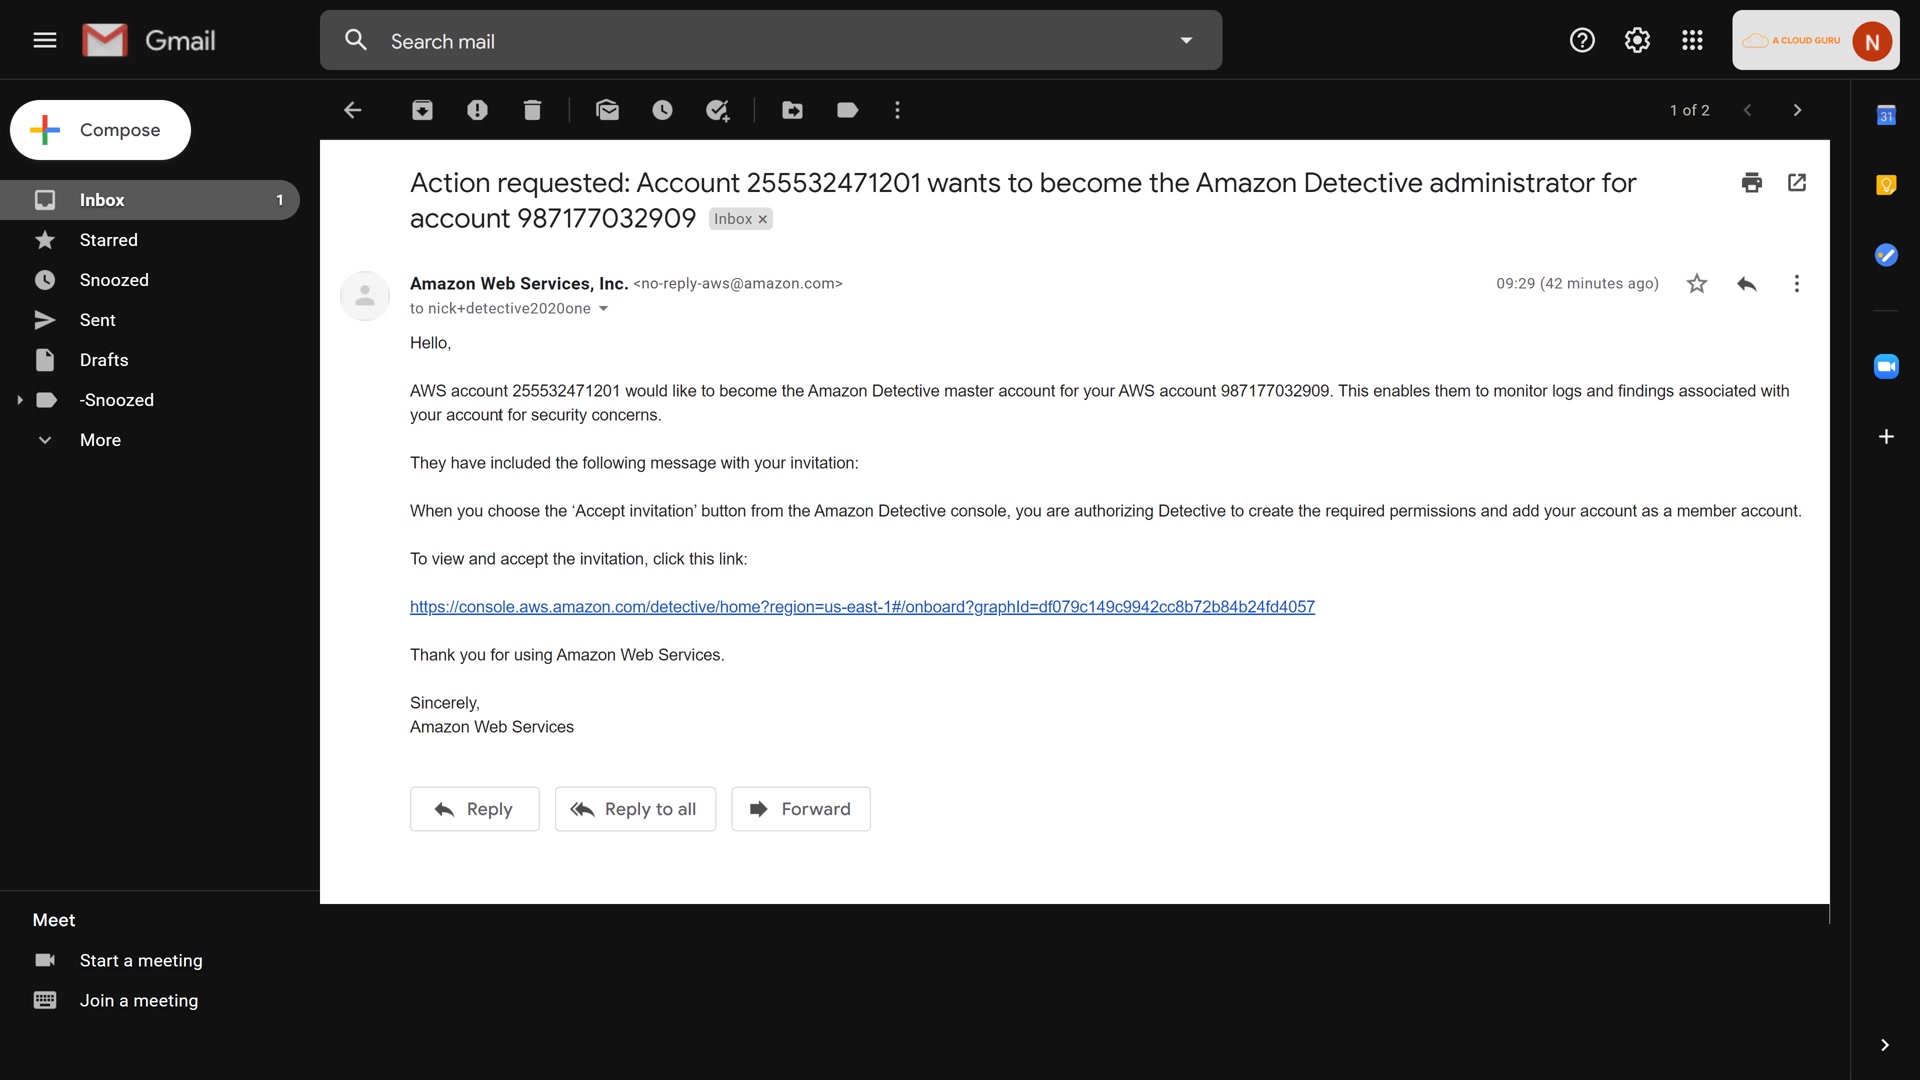 Gmail
Search mail
A CLOUD GURU
N
Compose
1 of 2
31
Inbox 1
Starred
Snoozed
Sent
Drafts
-Snoozed
More
Action requested: Account 255532471201 wants to become the Amazon Detective administrator for
account 987177032909 Inbox ×
Amazon Web Services, Inc. <no-reply-aws@amazon.com>
09:29 (42 minutes ago)
to nick+detective2020one
Hello,
AWS account 255532471201 would like to become the Amazon Detective master account for your AWS account 987177032909. This enables them to monitor logs and findings associated with
your account for security concerns.
They have included the following message with your invitation:
When you choose the ‘Accept invitation’ button from the Amazon Detective console, you are authorizing Detective to create the required permissions and add your account as a member account.
To view and accept the invitation, click this link:
https://console.aws.amazon.com/detective/home?region=us-east-1#/onboard?graphId=df079c149c9942cc8b72b84b24fd4057
Thank you for using Amazon Web Services.
Sincerely,
Amazon Web Services
Reply
Reply to all
Forward
Meet
Start a meeting
Join a meeting